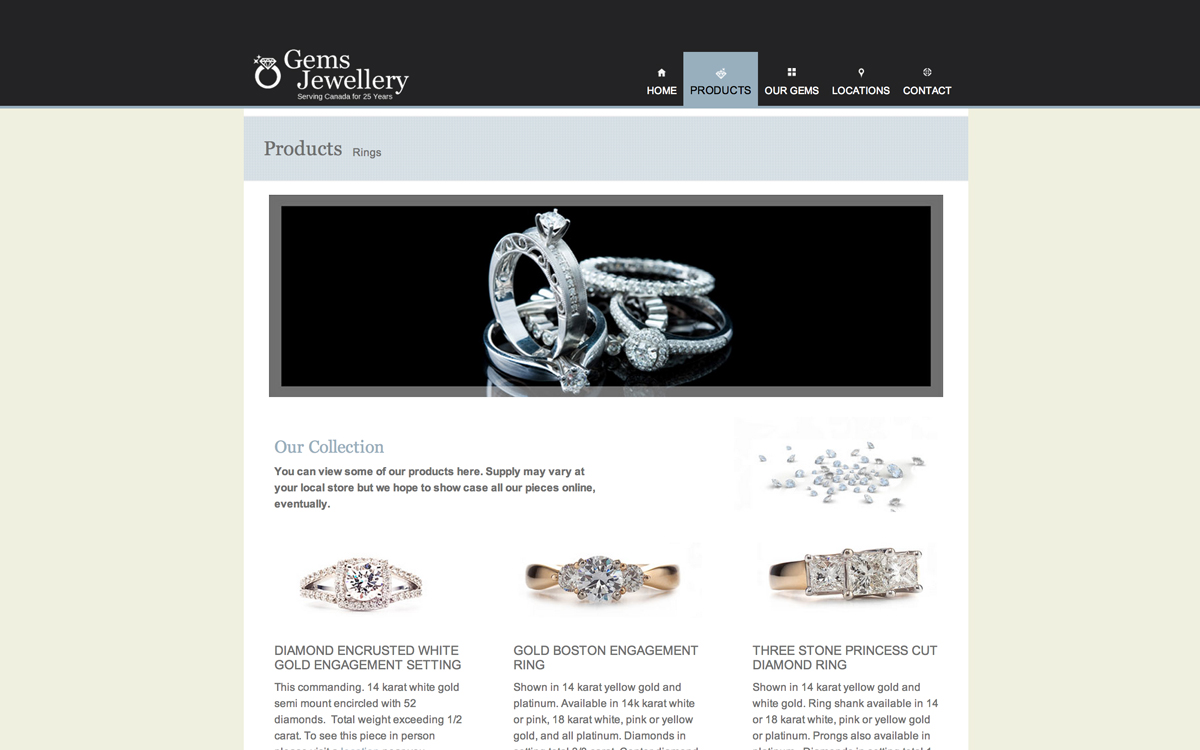 Gems
Jewellery
Serving Canada for 25 Years
HOME
PRODUCTS
OUR GEMS
LOCATIONS
CONTACT
Products Rings
Our Collection
You can view some of our products here. Supply may vary at
your local store but we hope to show case all our pieces online,
eventually.
DIAMOND ENCRUSTED WHITE
GOLD ENGAGEMENT SETTING
This commanding. 14 karat white gold
semi mount encircled with 52
diamonds. Total weight exceeding 1/2
carat. To see this piece in person
GOLD BOSTON ENGAGEMENT
RING
Shown in 14 karat yellow gold and
platinum. Available in 14k karat white
or pink, 18 karat white, pink or yellow
gold, and all platinum. Diamonds in
THREE STONE PRINCESS CUT
DIAMOND RING
Shown in 14 karat yellow gold and
white gold. Ring shank available in 14
or 18 karat white, pink or yellow gold
or platinum. Prongs also available in